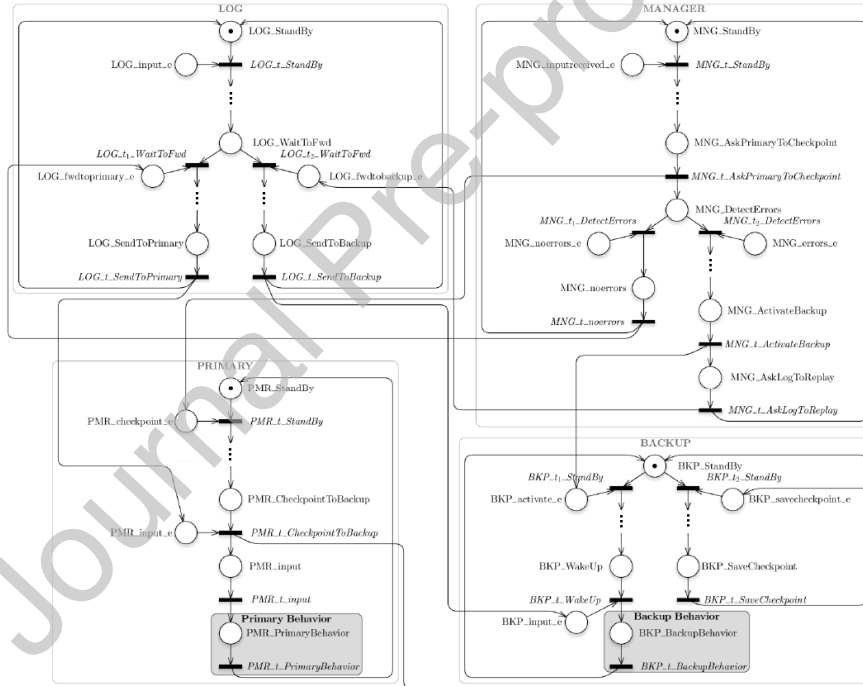 LOG
LOG_StandBy
LOG_input_e
LOG_t_StandBy
LOG_WaitToFwd
LOG_t₁_WaitToFwd
LOG_t₂_WaitToFwd
LOG_fwdtoprimary_e
LOG_fwdtobackup_e
LOG_SendToPrimary
LOG_SendToBackup
LOG_t_SendToPrimary
LOG_t_SendToBackup
MANAGER
MNG_StandBy
MNG_inputreceived_e
MNG_t_StandBy
MNG_AskPrimaryToCheckpoint
MNG_t_AskPrimaryToCheckpoint
MNG_DetectErrors
MNG_t₁_DetectErrors
MNG_t₂_DetectErrors
MNG_noerrors_e
MNG_errors_e
MNG_noerrors
MNG_t_noerrors
MNG_ActivateBackup
MNG_t_ActivateBackup
MNG_AskLogToReplay
MNG_t_AskLogToReplay
PRIMARY
PMR_StandBy
PMR_checkpoint_e
PMR_t_StandBy
PMR_CheckpointToBackup
PMR_input_e
PMR_t_CheckpointToBackup
PMR_input
PMR_t_input
Primary Behavior
PMR_PrimaryBehavior
PMR_t_PrimaryBehavior
BACKUP
BKP_StandBy
BKP_t₁_StandBy
BKP_t₂_StandBy
BKP_activate_e
BKP_savecheckpoint_e
BKP_WakeUp
BKP_SaveCheckpoint
BKP_t_WakeUp
BKP_t_SaveCheckpoint
BKP_input_e
Backup Behavior
BKP_BackupBehavior
BKP_t_BackupBehavior
Journal Pre-pro